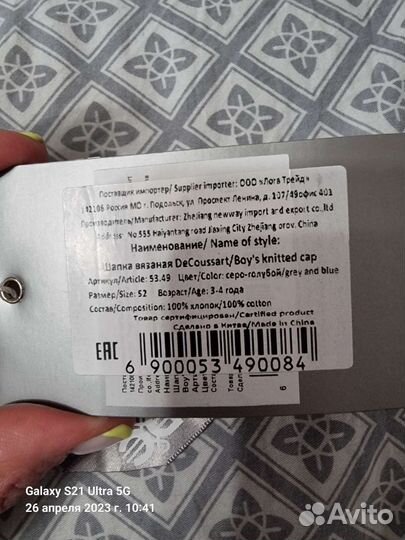 Поставщик импортер/ Supplier importer: ООО «Лога Трейд»
142106 Россия МО г. Подольск, ул. Проспект Ленина, д. 107/49офис 401
Производитель/ Manufacturer: Zhejiang newway import and export co.,ltd
Address: No.555 Haiyantang road Jiaxing City Zhejiang prov. China
Наименование/ Name of style:
Шапка вязаная DeCoussart/Boy's knitted cap
Артикул/Article: 53.49 Цвет/Color: серо-голубой/grey and blue
Размер/Size: 52 Возраст/Age: 3-4 года
Состав/Composition: 100% хлопок/100% cotton
Товар сертифицирован/Certified product
Сделано в Китае/Made in China
EAC
6 900053 490084
Galaxy S21 Ultra 5G
26 апреля 2023 г. 10:41
Avito